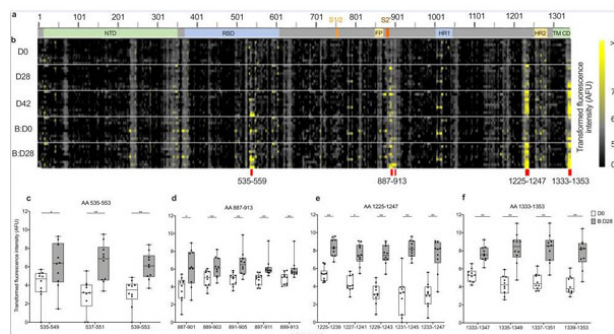 a
1 101 201 301 401 501 601 701 801 901 1001 1101 1201 1301
S1/2 S2'
NTD RBD FP HR1 HR2 TM CD
b
D0
D28
D42
B:D0
B:D28
Transformed fluorescence intensity (AFU)
0
535-559 887-913 1225-1247 1333-1353
c AA 535-553
d AA 887-913
e AA 1225-1247
f AA 1333-1353
D0
B:D28
Transformed Fluorescence Intensity (AFU)
535-549 537-551 539-553
887-901 889-903 891-905 897-911 899-913
1225-1239 1227-1241 1229-1243 1231-1245 1233-1247
1333-1347 1335-1349 1337-1351 1339-1353